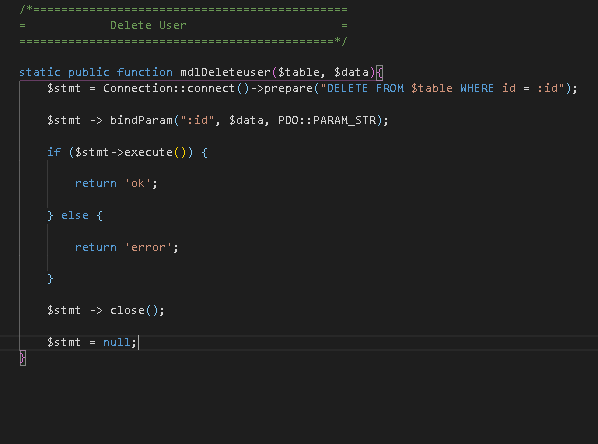 /*=============================================
=            Delete User                      =
=============================================*/
static public function mdlDeleteuser($table, $data){
$stmt = Connection::connect()->prepare("DELETE FROM $table WHERE id = :id");
$stmt -> bindParam(":id", $data, PDO::PARAM_STR);
if ($stmt->execute()) {
return 'ok';
} else {
return 'error';
}
$stmt -> close();
$stmt = null;
}